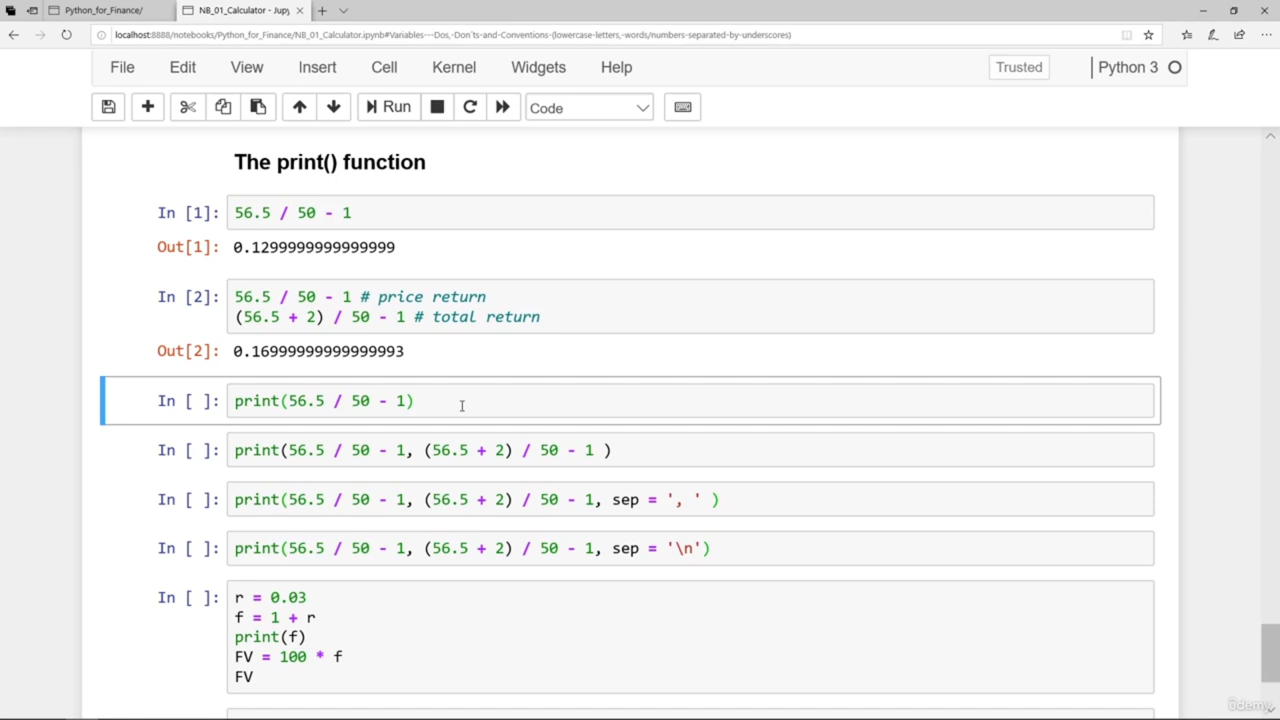 Python_for_Finance/
NB_01_Calculator - Jupy
localhost:8888/notebooks/Python_for_Finance/NB_01_Calculator.ipynb#Variables---Dos,-Don´ts-and-Conventions-(lowercase-letters,-words/numbers-separated-by-underscores)
File Edit View Insert Cell Kernel Widgets Help Trusted Python 3
Run Code
The print() function
In [1]: 56.5 / 50 - 1
Out[1]: 0.1299999999999999
In [2]: 56.5 / 50 - 1 # price return
(56.5 + 2) / 50 - 1 # total return
Out[2]: 0.16999999999999993
In [ ]: print(56.5 / 50 - 1)
In [ ]: print(56.5 / 50 - 1, (56.5 + 2) / 50 - 1 )
In [ ]: print(56.5 / 50 - 1, (56.5 + 2) / 50 - 1, sep = ', ' )
In [ ]: print(56.5 / 50 - 1, (56.5 + 2) / 50 - 1, sep = '\n')
In [ ]: r = 0.03
f = 1 + r
print(f)
FV = 100 * f
FV
Udemy